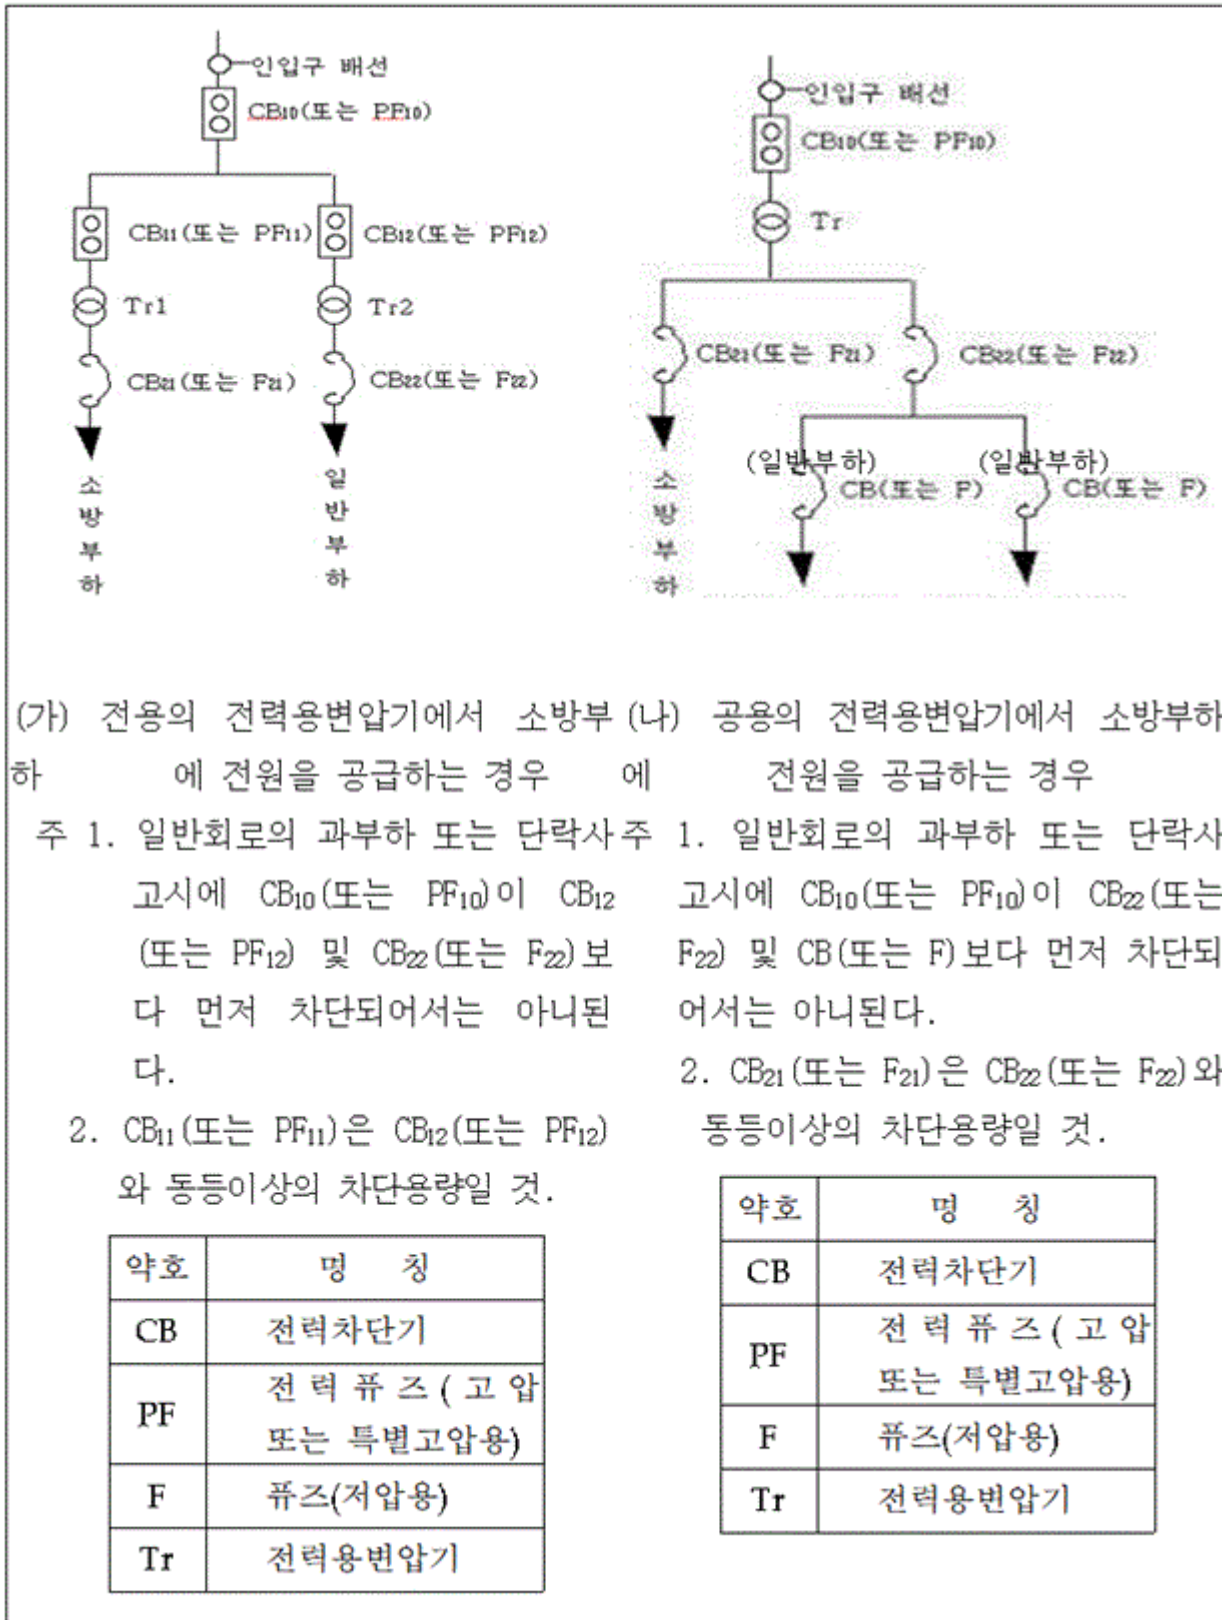 인입구 배선
CB10(또는 PF10)
CB11(또는 PF11)
CB12(또는 PF12)
Tr1
Tr2
CB21(또는 F21)
CB22(또는 F22)
소방부하
일반부하
인입구 배선
CB10(또는 PF10)
Tr
CB21(또는 F21)
CB22(또는 F22)
(일반부하)
(일반부하)
CB(또는 F)
CB(또는 F)
소방부하
(가) 전용의 전력용변압기에서 소방부
하 에 전원을 공급하는 경우
주 1. 일반회로의 과부하 또는 단락사
고시에 CB10(또는 PF10)이 CB12
(또는 PF12) 및 CB22(또는 F22)보
다 먼저 차단되어서는 아니된
다.
2. CB11(또는 PF11)은 CB12(또는 PF12)
와 동등이상의 차단용량일 것.
약호 명 칭
CB 전력차단기
PF 전력퓨즈(고압
또는 특별고압용)
F 퓨즈(저압용)
Tr 전력용변압기
(나) 공용의 전력용변압기에서 소방부하
에 전원을 공급하는 경우
주 1. 일반회로의 과부하 또는 단락사
고시에 CB10(또는 PF10)이 CB22(또는
F22) 및 CB(또는 F)보다 먼저 차단되
어서는 아니된다.
2. CB21(또는 F21)은 CB22(또는 F22)와
동등이상의 차단용량일 것.
약호 명 칭
CB 전력차단기
PF 전력퓨즈(고압
또는 특별고압용)
F 퓨즈(저압용)
Tr 전력용변압기